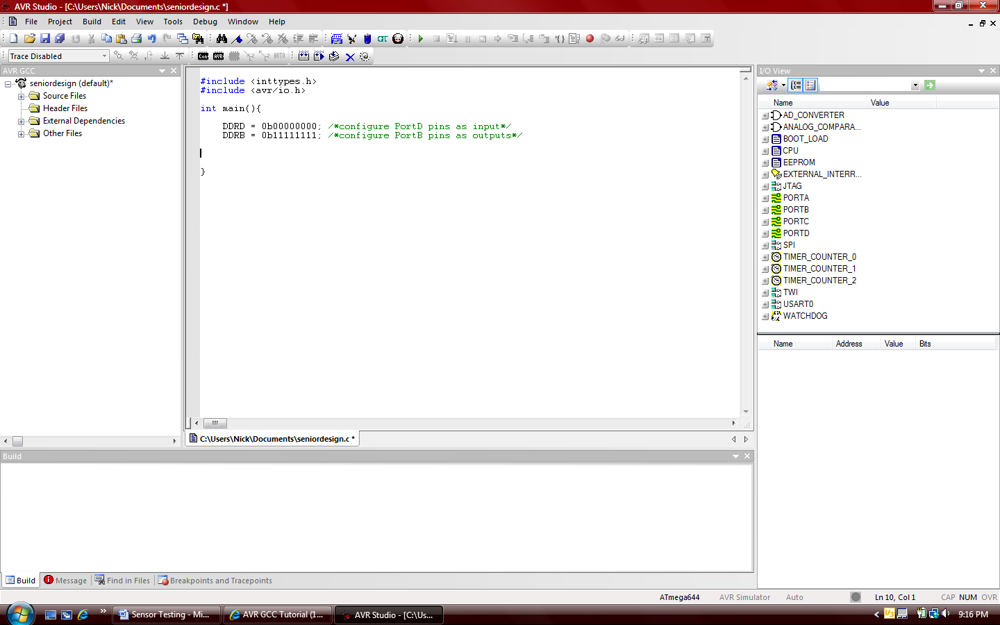 AVR Studio - [C:\Users\Nick\Documents\seniordesign.c *]
File Project Build Edit View Tools Debug Window Help
Trace Disabled
Con AVR AUTO
AVR GCC
seniordesign (default)*
Source Files
Header Files
External Dependencies
Other Files
#include <inttypes.h>
#include <avr/io.h>
int main(){
DDRD = 0b00000000; /*configure PortD pins as input*/
DDRB = 0b11111111; /*configure PortB pins as outputs*/
}
C:\Users\Nick\Documents\seniordesign.c *
I/O View
Name Value
AD_CONVERTER
ANALOG_COMPARA...
BOOT_LOAD
CPU
EEPROM
EXTERNAL_INTERR...
JTAG
PORTA
PORTB
PORTC
PORTD
SPI
TIMER_COUNTER_0
TIMER_COUNTER_1
TIMER_COUNTER_2
TWI
USART0
WATCHDOG
Name Address Value Bits
Build
Build Message Find in Files Breakpoints and Tracepoints
ATmega644 AVR Simulator Auto Ln 10, Col 1 CAP NUM OVR
Sensor Testing - Mi... AVR GCC Tutorial (1... AVR Studio - [C:\Us... 9:16 PM